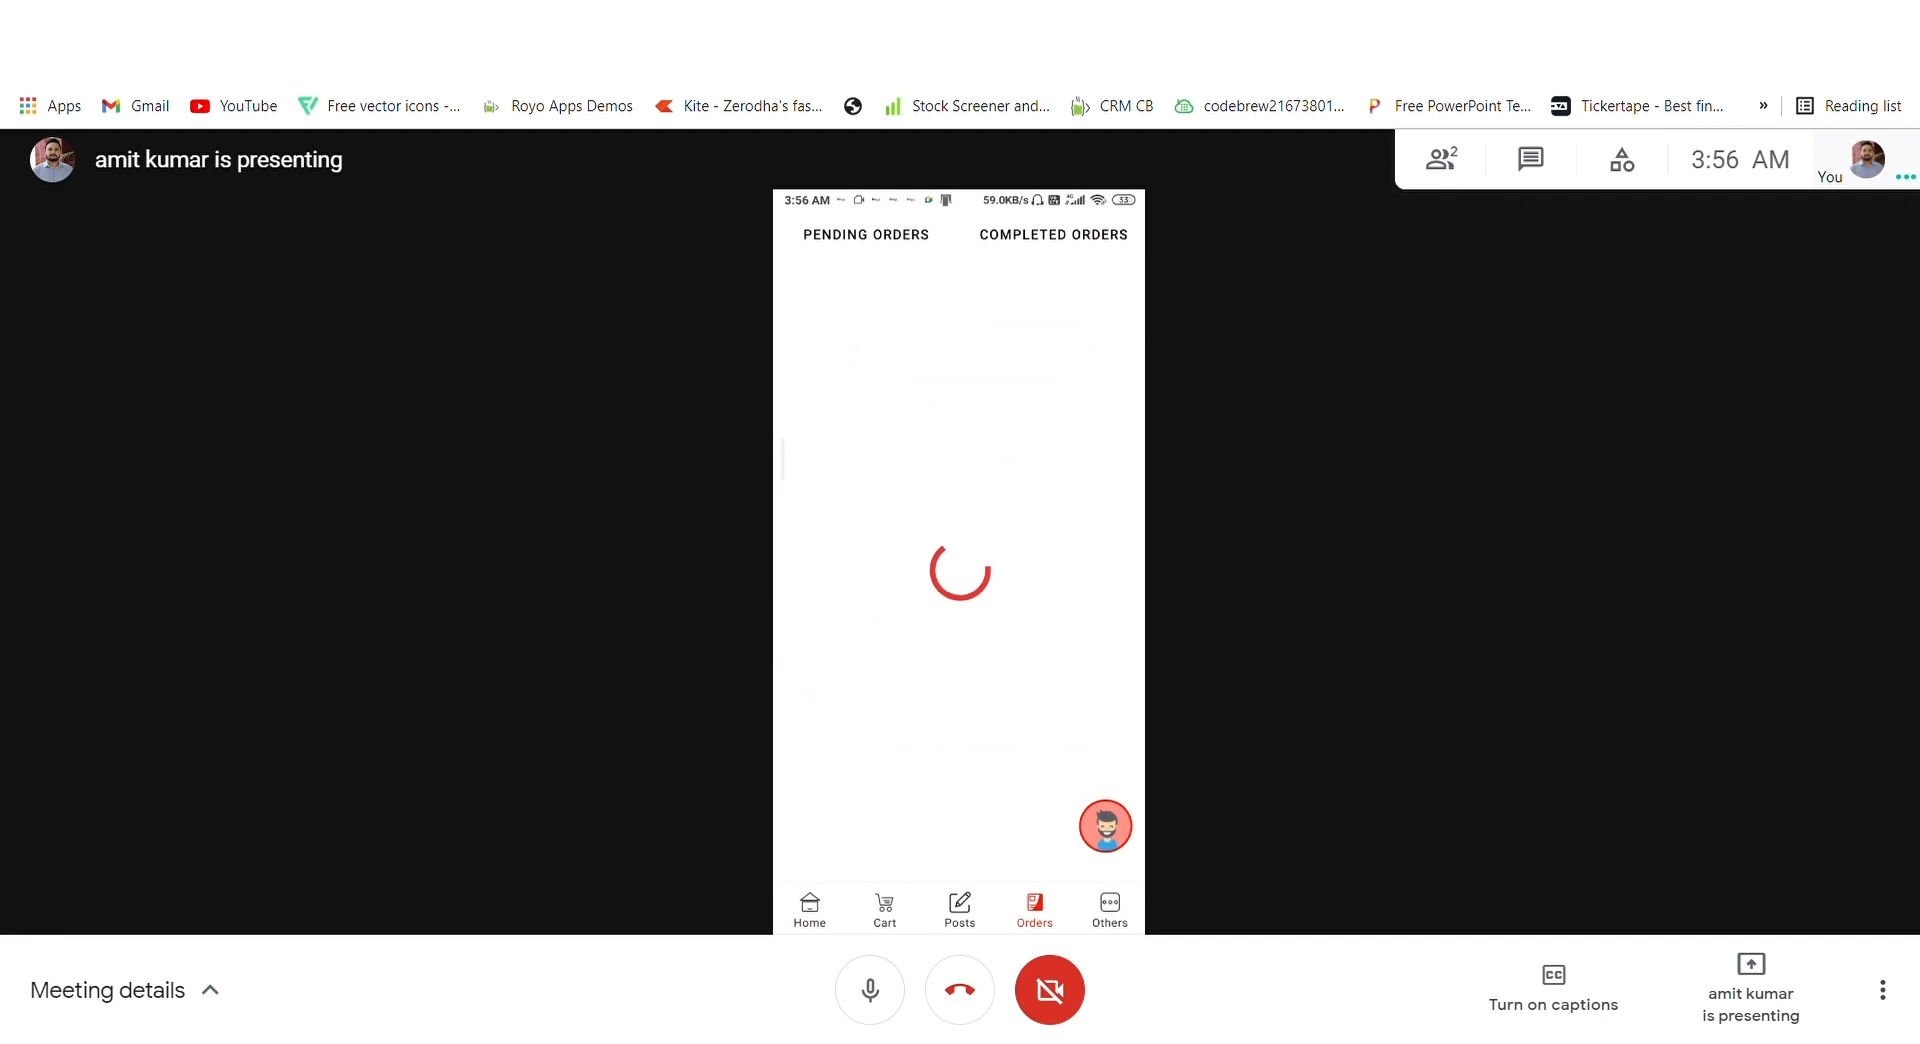 Apps Gmail YouTube Free vector icons -... Royo Apps Demos Kite - Zerodha's fas... Stock Screener and... CRM CB codebrew21673801... Free PowerPoint Te... Tickertape - Best fin... » Reading list
amit kumar is presenting
2
3:56 AM
You
3:56 AM 59.0KB/s 4G 33
PENDING ORDERS COMPLETED ORDERS
Home Cart Posts Orders Others
Meeting details
CC
Turn on captions
amit kumar
is presenting